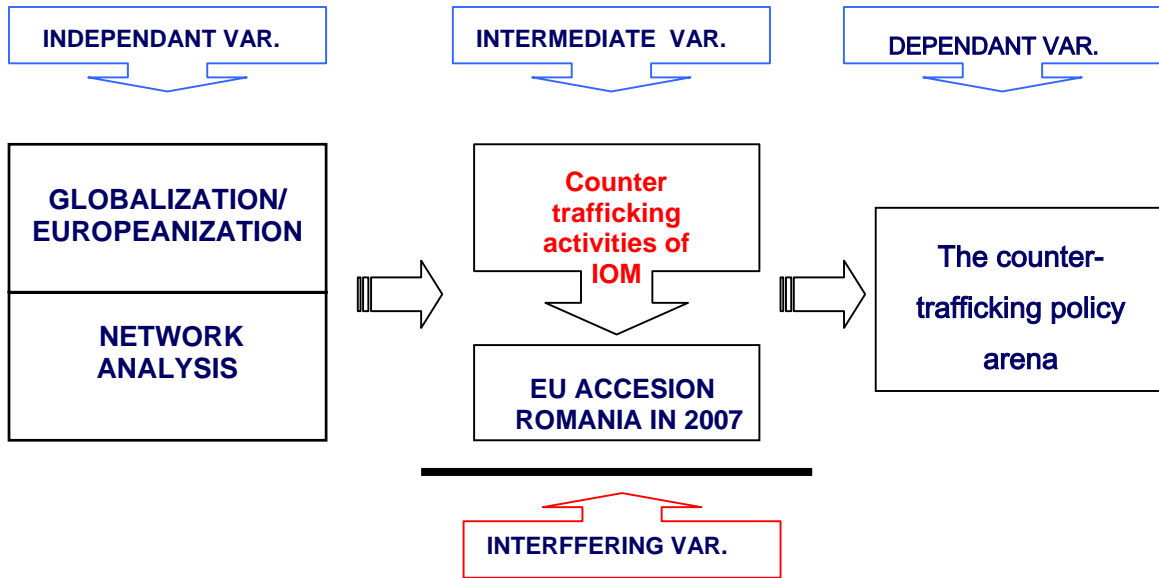 INDEPENDANT VAR.
INTERMEDIATE VAR.
DEPENDANT VAR.
GLOBALIZATION/
EUROPEANIZATION
NETWORK
ANALYSIS
Counter
trafficking
activities of
IOM
EU ACCESION
ROMANIA IN 2007
The counter-
trafficking policy
arena
INTERFFERING VAR.